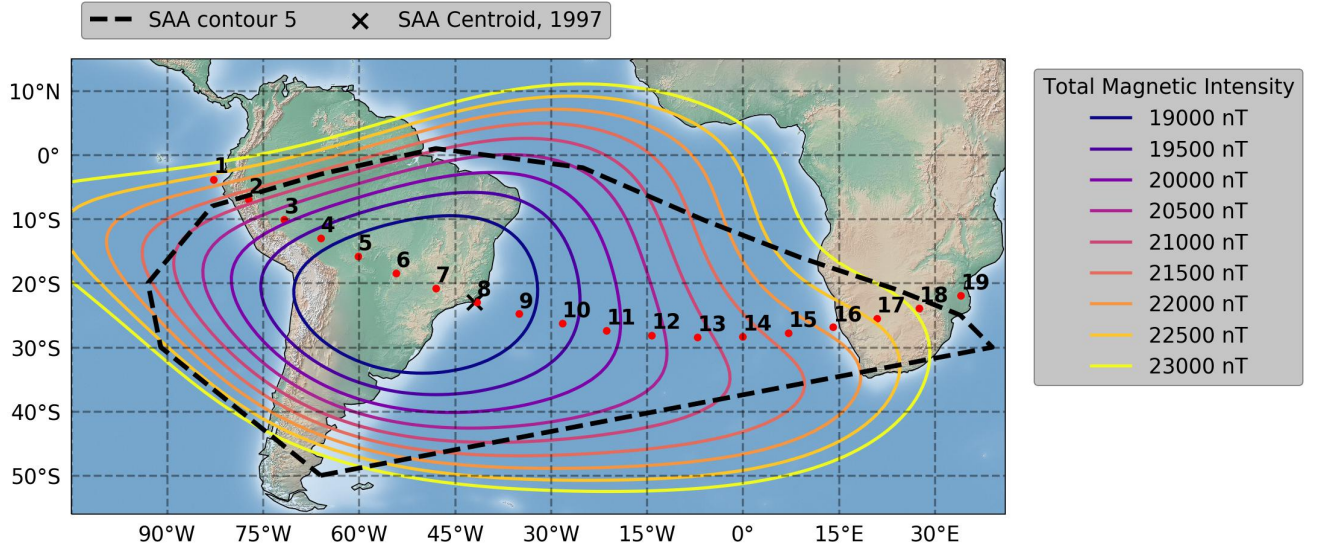 SAA contour 5
SAA Centroid, 1997
10°N
0°
10°S
20°S
30°S
40°S
50°S
90°W 75°W 60°W 45°W 30°W 15°W 0° 15°E 30°E
1
2
3
4
5
6
7
8
9
10
11
12
13
14
15
16
17
18
19
Total Magnetic Intensity
19000 nT
19500 nT
20000 nT
20500 nT
21000 nT
21500 nT
22000 nT
22500 nT
23000 nT